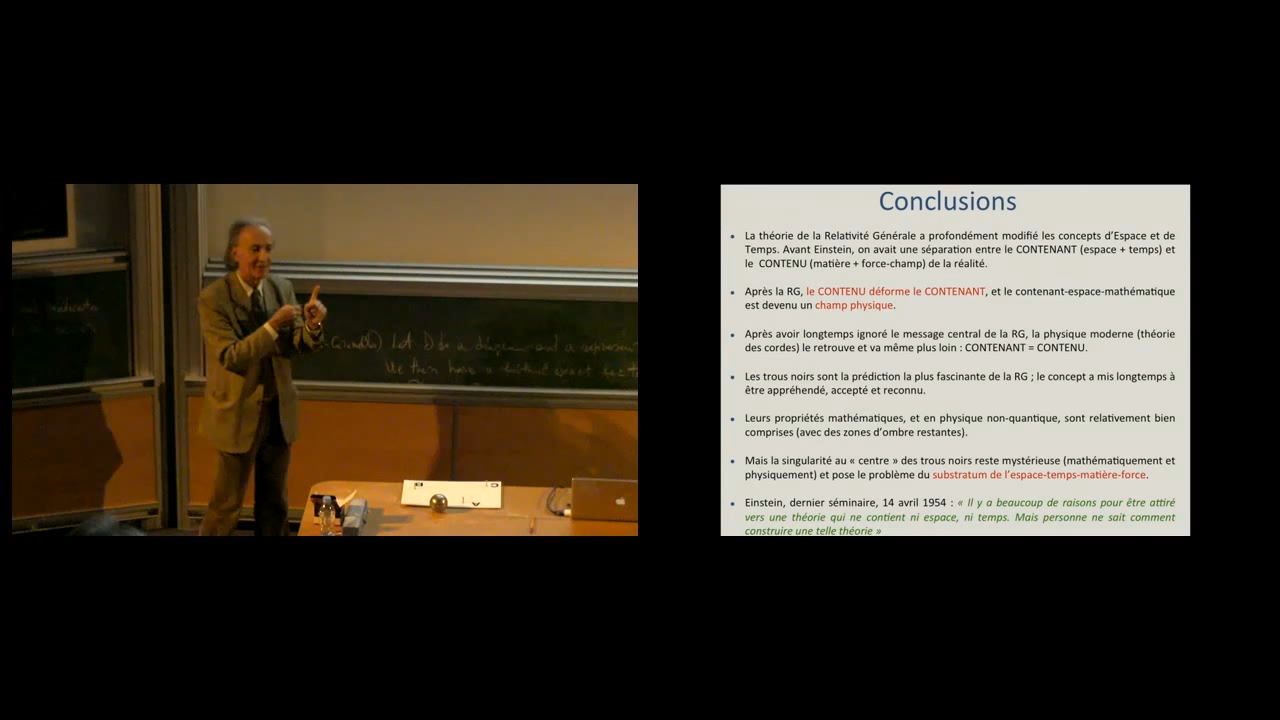 -Grinello) Let D be a diagram and a represent
We then have a
Conclusions
• La théorie de la Relativité Générale a profondément modifié les concepts d’Espace et de
Temps. Avant Einstein, on avait une séparation entre le CONTENANT (espace + temps) et
le CONTENU (matière + force-champ) de la réalité.
• Après la RG, le CONTENU déforme le CONTENANT, et le contenant-espace-mathématique
est devenu un champ physique.
• Après avoir longtemps ignoré le message central de la RG, la physique moderne (théorie
des cordes) le retrouve et va même plus loin : CONTENANT = CONTENU.
• Les trous noirs sont la prédiction la plus fascinante de la RG ; le concept a mis longtemps à
être appréhendé, accepté et reconnu.
• Leurs propriétés mathématiques, et en physique non-quantique, sont relativement bien
comprises (avec des zones d’ombre restantes).
• Mais la singularité au « centre » des trous noirs reste mystérieuse (mathématiquement et
physiquement) et pose le problème du substratum de l’espace-temps-matière-force.
• Einstein, dernier séminaire, 14 avril 1954 : « Il y a beaucoup de raisons pour être attiré
vers une théorie qui ne contient ni espace, ni temps. Mais personne ne sait comment
construire une telle théorie »